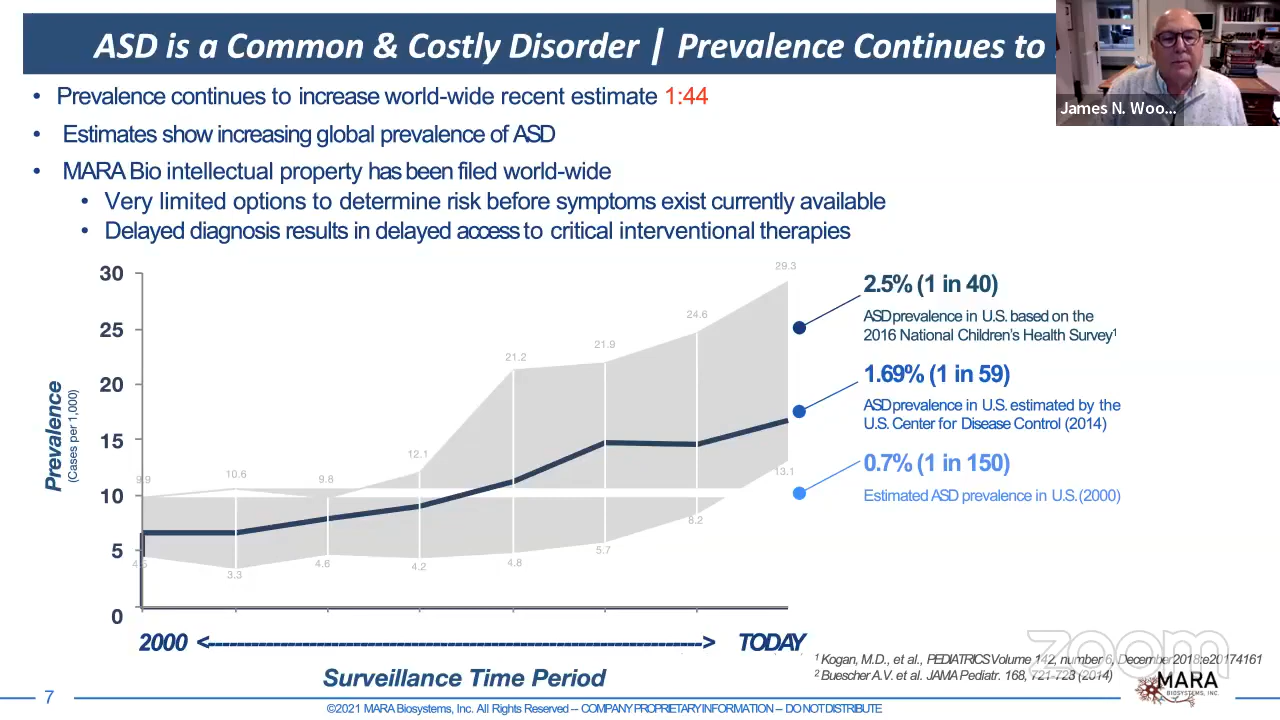 ASD is a Common & Costly Disorder | Prevalence Continues to
James N. Woo...
• Prevalence continues to increase world-wide recent estimate 1:44
• Estimates show increasing global prevalence of ASD
• MARA Bio intellectual property has been filed world-wide
• Very limited options to determine risk before symptoms exist currently available
• Delayed diagnosis results in delayed access to critical interventional therapies
Prevalence
(Cases per 1,000)
30
25
20
15
10
5
0
9.9
10.6
9.8
12.1
21.2
21.9
24.6
29.3
4.5
3.3
4.6
4.2
4.8
5.7
8.2
13.1
2.5% (1 in 40)
ASD prevalence in U.S. based on the
2016 National Children's Health Survey¹
1.69% (1 in 59)
ASD prevalence in U.S. estimated by the
U.S. Center for Disease Control (2014)
0.7% (1 in 150)
Estimated ASD prevalence in U.S. (2000)
2000 <-------------------------------------------------------------> TODAY
Surveillance Time Period
zoom
¹ Kogan, M.D., et al., PEDIATRICS Volume 142, number 6, December 2018:e20174161
² Buescher A.V. et al. JAMA Pediatr. 168, 721-728 (2014)
MARA
BIOSYSTEMS, INC.
7
©2021 MARA Biosystems, Inc. All Rights Reserved -- COMPANY PROPRIETARY INFORMATION -- DO NOT DISTRIBUTE